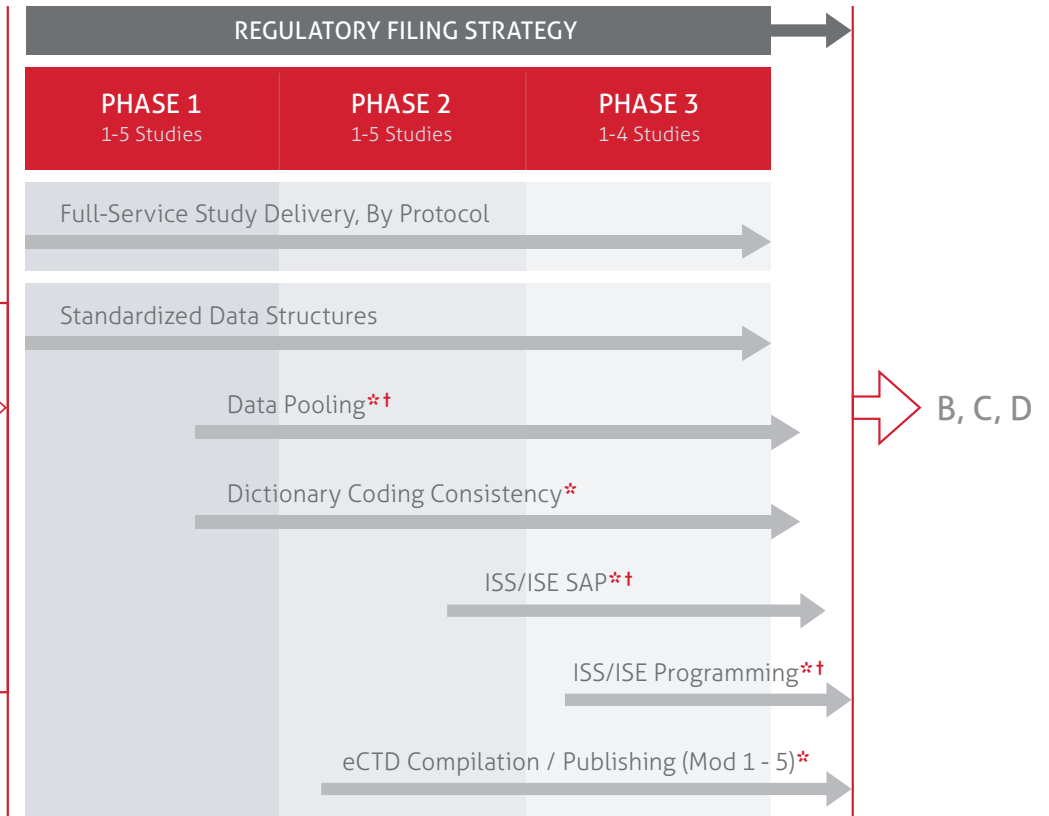 REGULATORY FILING STRATEGY
PHASE 1
1-5 Studies
PHASE 2
1-5 Studies
PHASE 3
1-4 Studies
Full-Service Study Delivery, By Protocol
Standardized Data Structures
Data Pooling*†
B, C, D
Dictionary Coding Consistency*
ISS/ISE SAP*†
ISS/ISE Programming*†
eCTD Compilation / Publishing (Mod 1 - 5)*